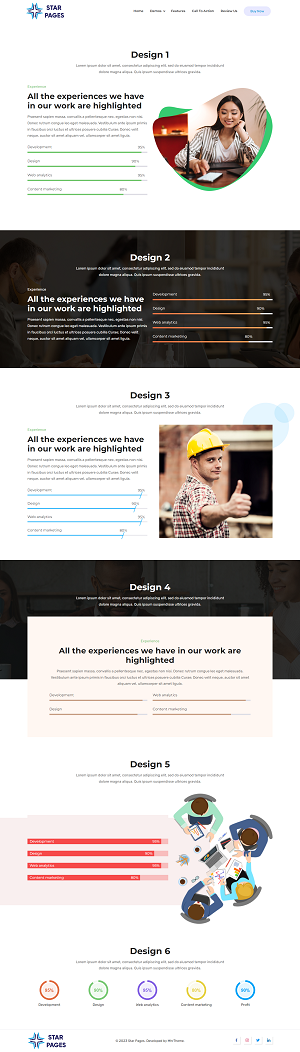 STAR
PAGES
Home Demos Features Call To Action Review Us Buy Now
Design 1
Lorem ipsum dolor sit amet, consectetur adipiscing elit, sed do eiusmod tempor incididunt
dolore magna aliqua. Quis ipsum suspendisse ultrices gravida.
Experience
All the experiences we have
in our work are highlighted
Praesent sapien massa, convallis a pellentesque nec, egestas non nisi.
Donec rutrum congue leo eget malesuada. Vestibulum ante ipsum primis
in faucibus orci luctus et ultrices posuere cubilia Curae; Donec velit
neque, auctor sit amet aliquam vel, ullamcorper sit amet ligula.
Development 95%
Design 90%
Web analytics 95%
Content marketing 80%
Design 2
Lorem ipsum dolor sit amet, consectetur adipiscing elit, sed do eiusmod tempor incididunt
dolore magna aliqua. Quis ipsum suspendisse ultrices gravida.
Experience
All the experiences we have
in our work are highlighted
Praesent sapien massa, convallis a pellentesque nec, egestas non nisi.
Donec rutrum congue leo eget malesuada. Vestibulum ante ipsum primis
in faucibus orci luctus et ultrices posuere cubilia Curae; Donec velit
neque, auctor sit amet aliquam vel, ullamcorper sit amet ligula.
Development 95%
Design 90%
Web analytics 95%
Content marketing 80%
Design 3
Lorem ipsum dolor sit amet, consectetur adipiscing elit, sed do eiusmod tempor incididunt
dolore magna aliqua. Quis ipsum suspendisse ultrices gravida.
Experience
All the experiences we have
in our work are highlighted
Praesent sapien massa, convallis a pellentesque nec, egestas non nisi.
Donec rutrum congue leo eget malesuada. Vestibulum ante ipsum primis
in faucibus orci luctus et ultrices posuere cubilia Curae; Donec velit
neque, auctor sit amet aliquam vel, ullamcorper sit amet ligula.
Development 95%
Design 90%
Web analytics 95%
Content marketing 80%
Design 4
Lorem ipsum dolor sit amet, consectetur adipiscing elit, sed do eiusmod tempor incididunt
dolore magna aliqua. Quis ipsum suspendisse ultrices gravida.
Experience
All the experiences we have in our work are
highlighted
Praesent sapien massa, convallis a pellentesque nec, egestas non nisi. Donec rutrum congue leo eget malesuada.
Vestibulum ante ipsum primis in faucibus orci luctus et ultrices posuere cubilia Curae; Donec velit neque, auctor sit amet
aliquam vel, ullamcorper sit amet ligula.
Development Web analytics
Design Content marketing
Design 5
Lorem ipsum dolor sit amet, consectetur adipiscing elit, sed do eiusmod tempor incididunt
dolore magna aliqua. Quis ipsum suspendisse ultrices gravida.
Development
Design
Web analytics
Content marketing
Design 6
Lorem ipsum dolor sit amet, consectetur adipiscing elit, sed do eiusmod tempor incididunt
dolore magna aliqua. Quis ipsum suspendisse ultrices gravida.
Development Design Web analytics Content marketing Profit
STAR
PAGES
© 2023 Star Pages. Developed by